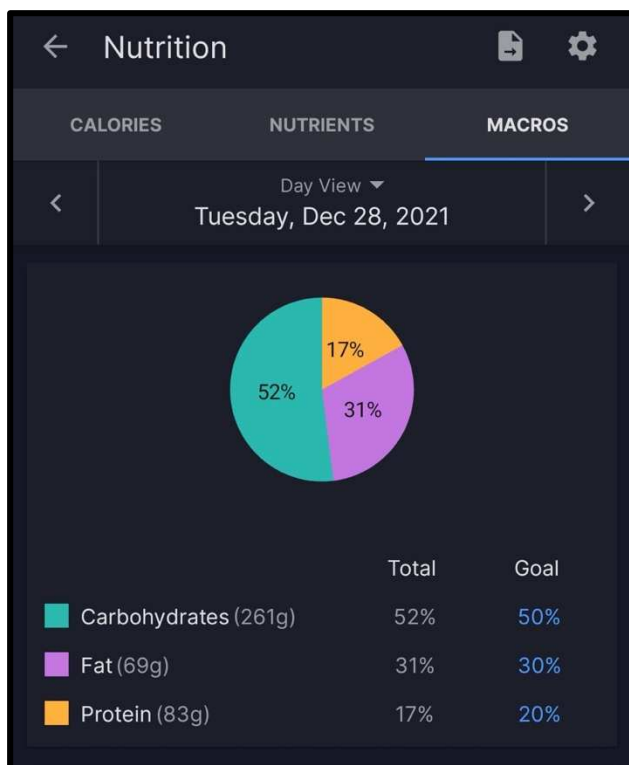 Nutrition
CALORIES NUTRIENTS MACROS
Day View
Tuesday, Dec 28, 2021
17%
52%
31%
Total Goal
Carbohydrates (261g) 52% 50%
Fat (69g) 31% 30%
Protein (83g) 17% 20%